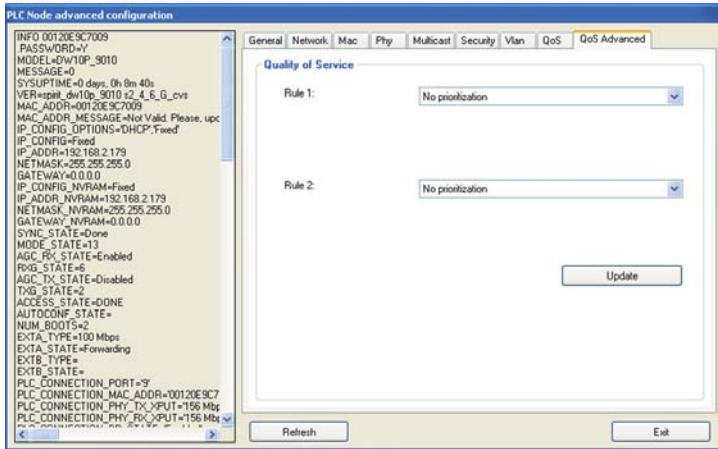 PLC Node advanced configuration
INFO 00120E9C7009
.PASSWORD=Y
MODEL=DW10P_9010
MESSAGE=0
SYSUPTIME=0 days, 0h 8m 40s
VER=spirit_dw10p_9010 s2_4_6_G_cvs
MAC_ADDR=00120E9C7009
MAC_ADDR_MESSAGE=Not Valid. Please, upc
IP_CONFIG_OPTIONS='DHCP','Fixed'
IP_CONFIG=Fixed
IP_ADDR=192.168.2.179
NETMASK=255.255.255.0
GATEWAY=0.0.0.0
IP_CONFIG_NVRAM=Fixed
IP_ADDR_NVRAM=192.168.2.179
NETMASK_NVRAM=255.255.255.0
GATEWAY_NVRAM=0.0.0.0
SYNC_STATE=Done
MODE_STATE=13
AGC_RX_STATE=Enabled
RXG_STATE=6
AGC_TX_STATE=Disabled
TXG_STATE=2
ACCESS_STATE=DONE
AUTOCONF_STATE=
NUM_BOOTS=2
EXTA_TYPE=100 Mbps
EXTA_STATE=Forwarding
EXTB_TYPE=
EXTB_STATE=
PLC_CONNECTION_PORT='9'
PLC_CONNECTION_MAC_ADDR='00120E9C7
PLC_CONNECTION_PHY_TX_XPUT='156 Mbp
PLC_CONNECTION_PHY_RX_XPUT='156 Mb
General Network Mac Phy Multicast Security Vlan QoS QoS Advanced
Quality of Service
Rule 1: No prioritization
Rule 2: No prioritization
Update
Refresh Exit